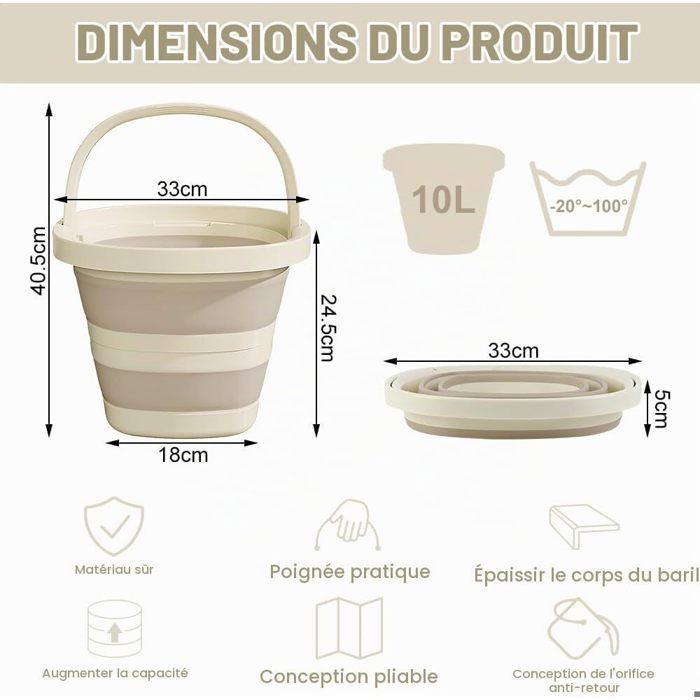 DIMENSIONS DU PRODUIT
33cm
40.5cm
24.5cm
18cm
10L
-20°~100°
33cm
5cm
Matériau sûr
Poignée pratique
Épaissir le corps du baril
Augmenter la capacité
Conception pliable
Conception de l'orifice
anti-retour